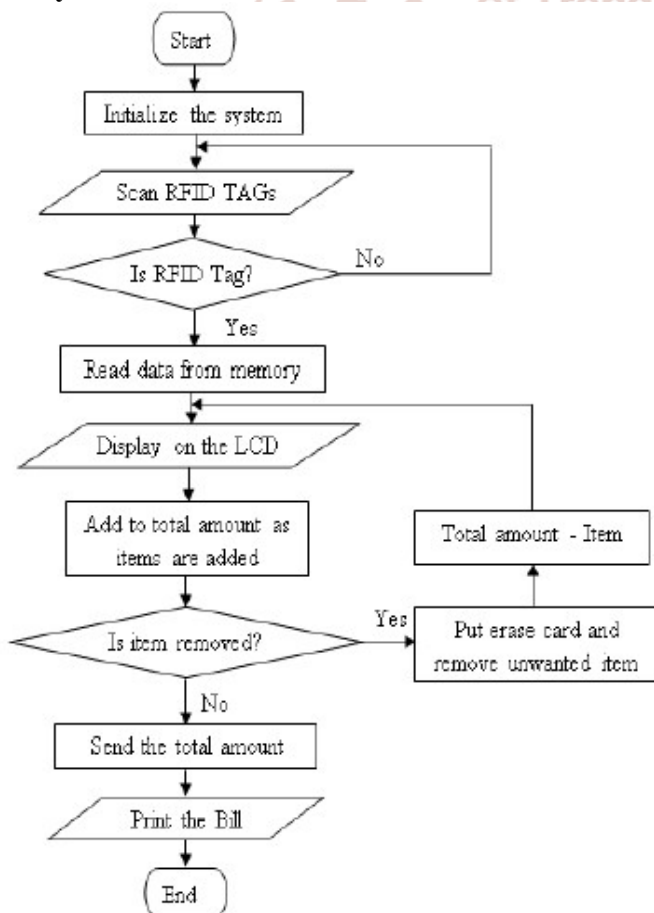 Start
Initialize the system
Scan RFID TAGs
Is RFID Tag?
No
Yes
Read data from memory
Display on the LCD
Add to total amount as
items are added
Total amount - Item
Is item removed?
Yes
Put erase card and
remove unwanted item
No
Send the total amount
Print the Bill
End